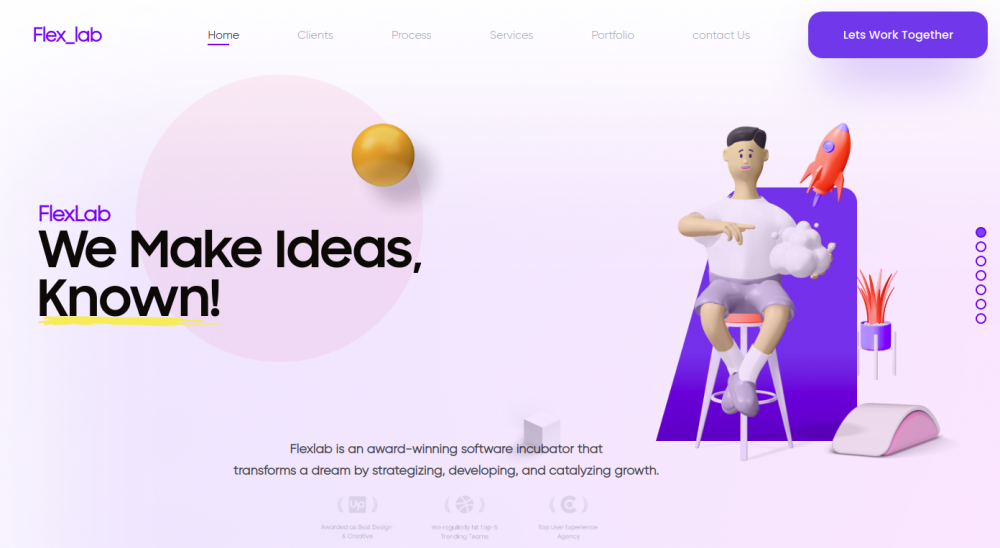 Flex_lab
Home
Clients
Process
Services
Portfolio
contact Us
Lets Work Together
FlexLab
We Make Ideas,
Known!
Flexlab is an award-winning software incubator that
transforms a dream by strategizing, developing, and catalyzing growth.
Up
Awarded as Best Design
& Creative
We regularly hit top-5
Trending Teams
Top User Experience
Agency